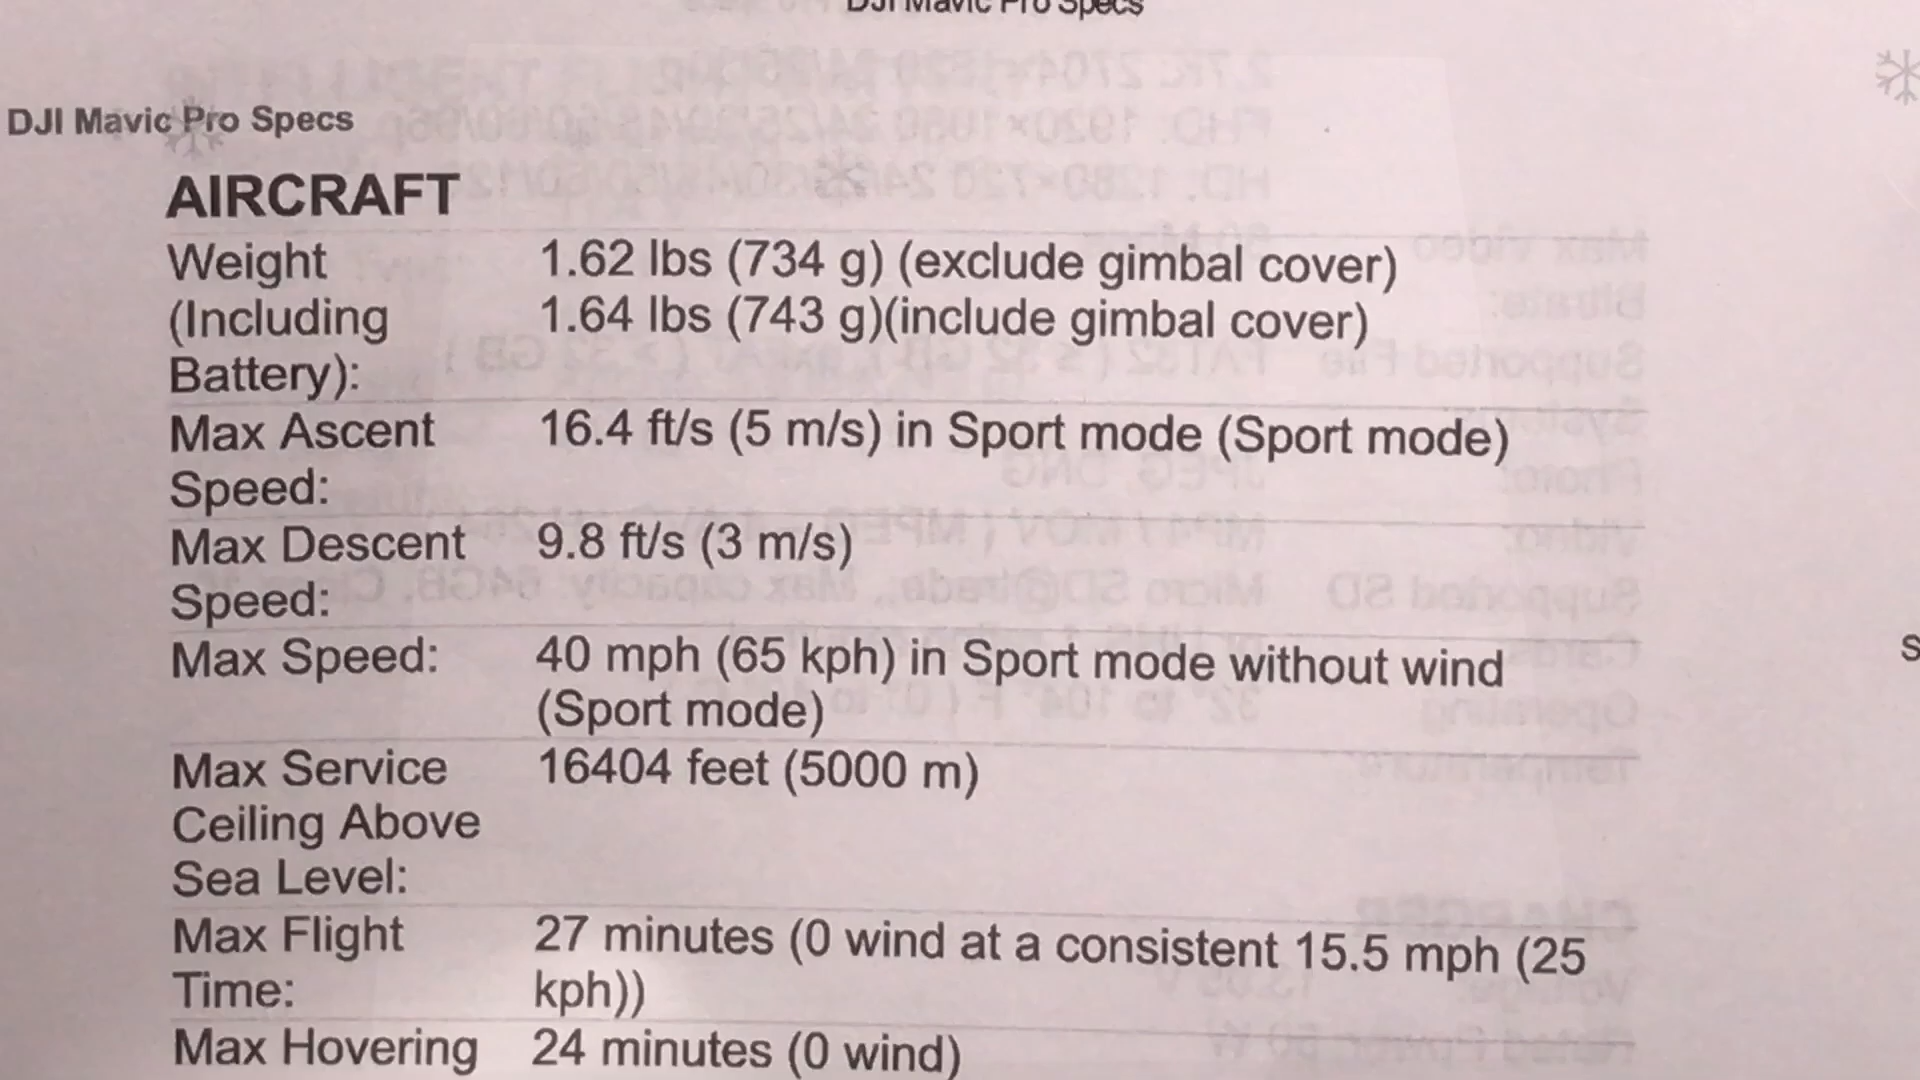 DJI Mavic Pro Specs
DJI Mavic Pro Specs
AIRCRAFT
Weight 1.62 lbs (734 g) (exclude gimbal cover)
(Including 1.64 lbs (743 g)(include gimbal cover)
Battery):
Max Ascent 16.4 ft/s (5 m/s) in Sport mode (Sport mode)
Speed:
Max Descent 9.8 ft/s (3 m/s)
Speed:
Max Speed: 40 mph (65 kph) in Sport mode without wind
(Sport mode)
Max Service 16404 feet (5000 m)
Ceiling Above
Sea Level:
Max Flight 27 minutes (0 wind at a consistent 15.5 mph (25
Time: kph))
Max Hovering 24 minutes (0 wind)